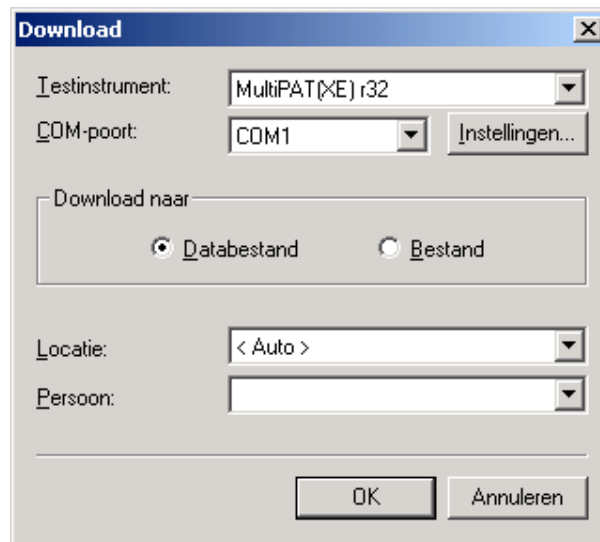 Download
Testinstrument: MultiPAT(XE) r32
COM-poort: COM1 Instellingen...
Download naar
Databestand Bestand
Locatie: < Auto >
Persoon:
OK Annuleren